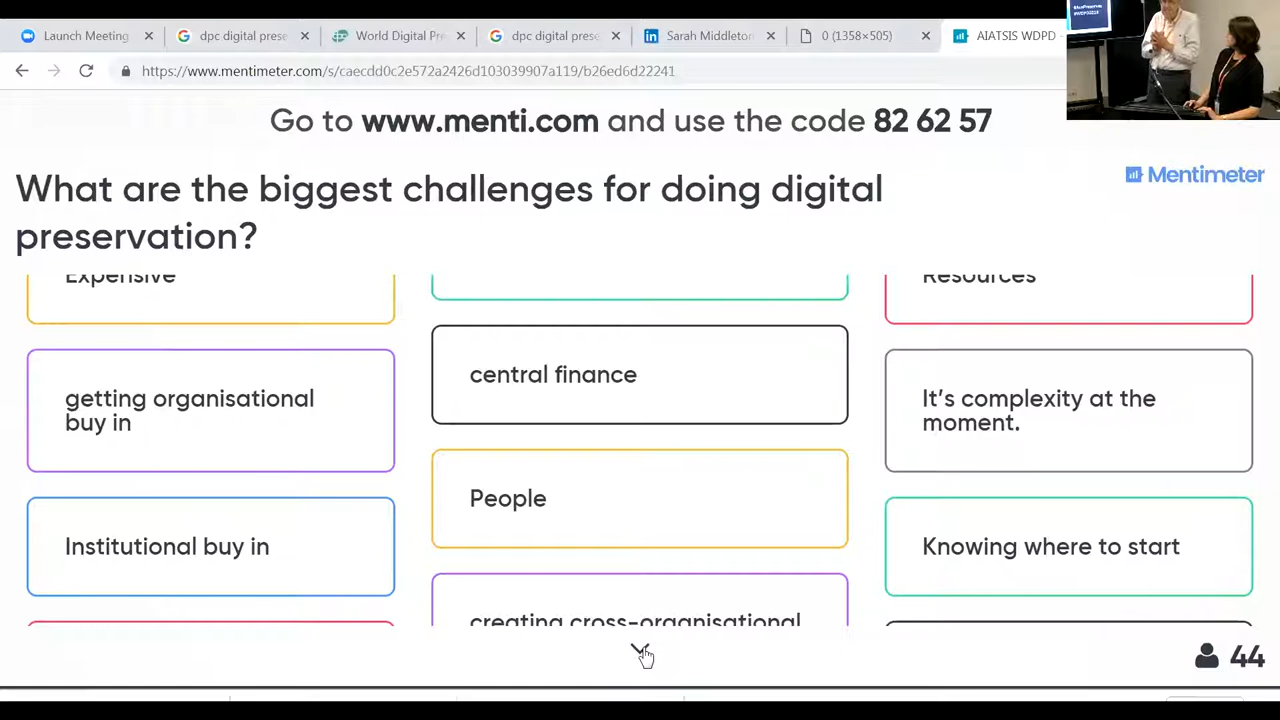 Launch Meeting
dpc digital pres
World Digital Pr
dpc digital prese
Sarah Middleton
0 (1358×505)
AIATSIS WDPD
https://www.mentimeter.com/s/caecdd0c2e572a2426d103039907a119/b26ed6d22241
Go to www.menti.com and use the code 82 62 57
Mentimeter
What are the biggest challenges for doing digital
preservation?
Expensive
Resources
central finance
getting organisational
buy in
It's complexity at the
moment.
People
Institutional buy in
Knowing where to start
creating cross-organisational
44